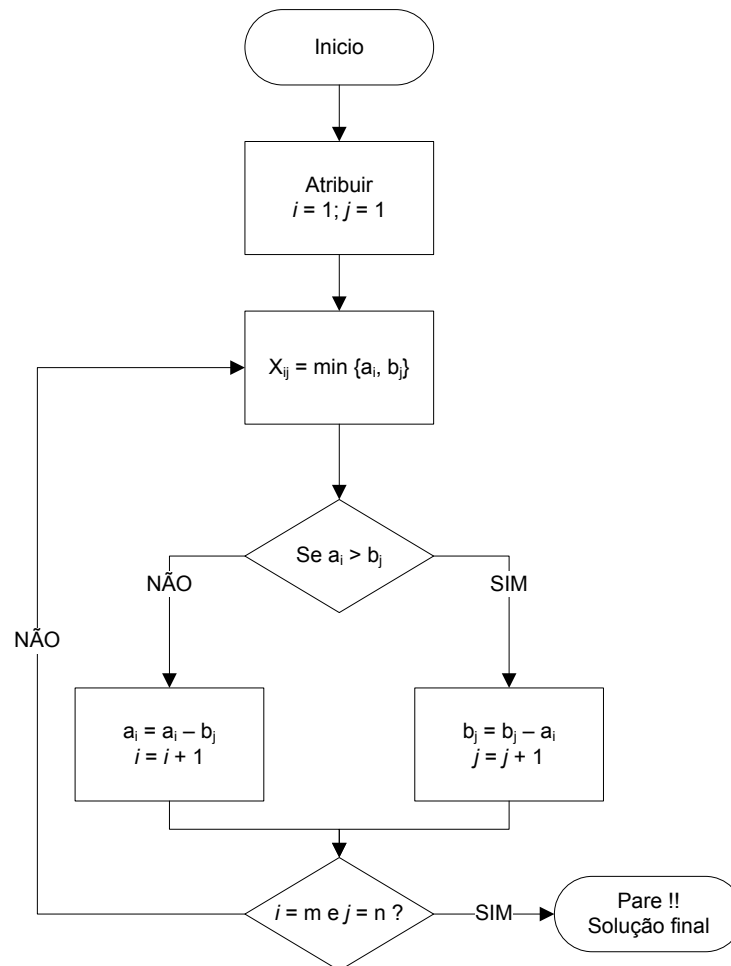 Inicio
Atribuir
i = 1; j = 1
Xij = min {ai, bj}
Se ai > bj
NÃO
SIM
NÃO
ai = ai – bj
i = i + 1
bj = bj – ai
j = j + 1
i = m e j = n ?
SIM
Pare !!
Solução final